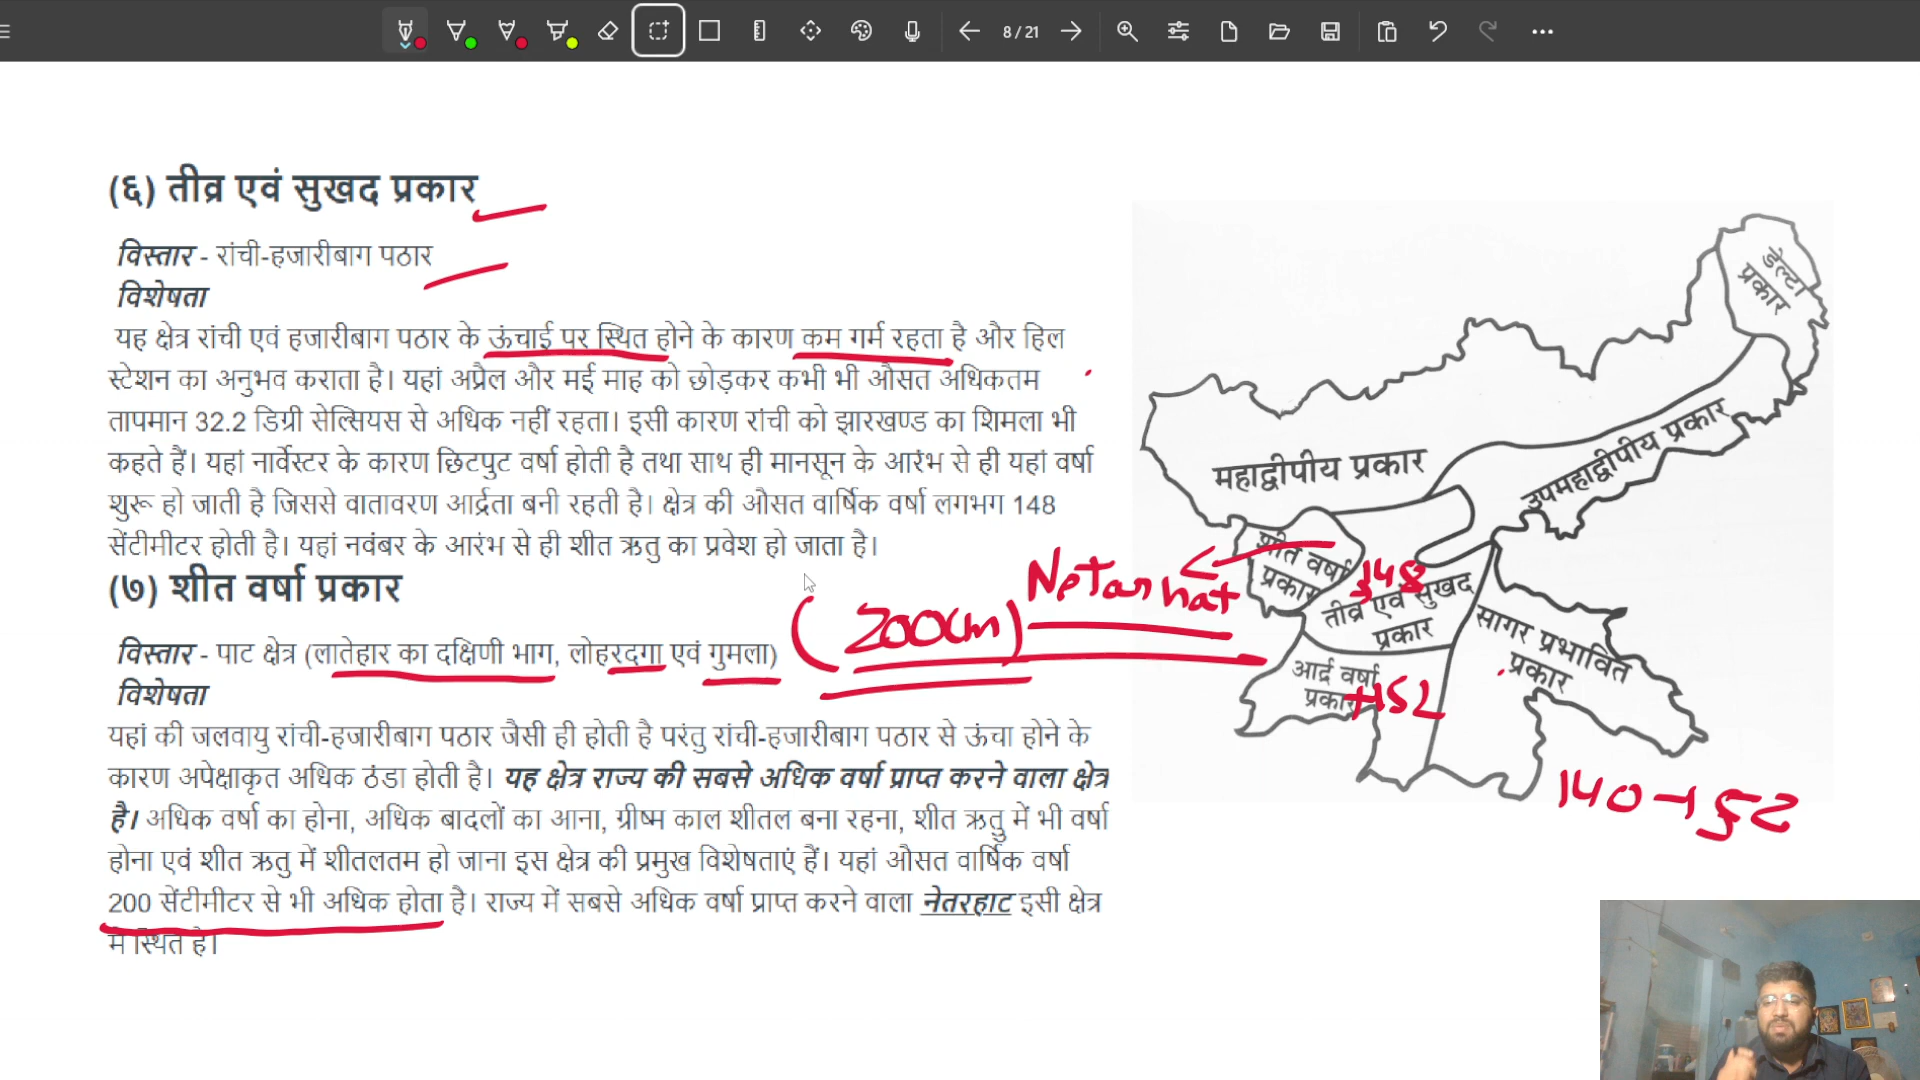 8 / 21
(६) तीव्र एवं सुखद प्रकार
विस्तार - रांची-हजारीबाग पठार
विशेषता
यह क्षेत्र रांची एवं हजारीबाग पठार के ऊंचाई पर स्थित होने के कारण कम गर्म रहता है और हिल
स्टेशन का अनुभव कराता है। यहां अप्रैल और मई माह को छोड़कर कभी भी औसत अधिकतम
तापमान 32.2 डिग्री सेल्सियस से अधिक नहीं रहता। इसी कारण रांची को झारखण्ड का शिमला भी
कहते हैं। यहां नार्वेस्टर के कारण छिटपुट वर्षा होती है तथा साथ ही मानसून के आरंभ से ही यहां वर्षा
शुरू हो जाती है जिससे वातावरण आर्द्रता बनी रहती है। क्षेत्र की औसत वार्षिक वर्षा लगभग 148
सेंटीमीटर होती है। यहां नवंबर के आरंभ से ही शीत ऋतु का प्रवेश हो जाता है।
(७) शीत वर्षा प्रकार
विस्तार - पाट क्षेत्र (लातेहार का दक्षिणी भाग, लोहरदगा एवं गुमला)
विशेषता
यहां की जलवायु रांची-हजारीबाग पठार जैसी ही होती है परंतु रांची-हजारीबाग पठार से ऊंचा होने के
कारण अपेक्षाकृत अधिक ठंडा होती है। यह क्षेत्र राज्य की सबसे अधिक वर्षा प्राप्त करने वाला क्षेत्र
है। अधिक वर्षा का होना, अधिक बादलों का आना, ग्रीष्म काल शीतल बना रहना, शीत ऋतु में भी वर्षा
होना एवं शीत ऋतु में शीतलतम हो जाना इस क्षेत्र की प्रमुख विशेषताएं हैं। यहां औसत वार्षिक वर्षा
200 सेंटीमीटर से भी अधिक होता है। राज्य में सबसे अधिक वर्षा प्राप्त करने वाला नेतरहाट इसी क्षेत्र
में स्थित है।
(200cm)
Netarhat
डेल्टा
प्रकार
महाद्वीपीय प्रकार
उपमहाद्वीपीय प्रकार
शीत वर्षा
प्रकार
148
तीव्र एवं सुखद
प्रकार
सागर प्रभावित
प्रकार
आर्द्र वर्षा
प्रकार
152
140-152